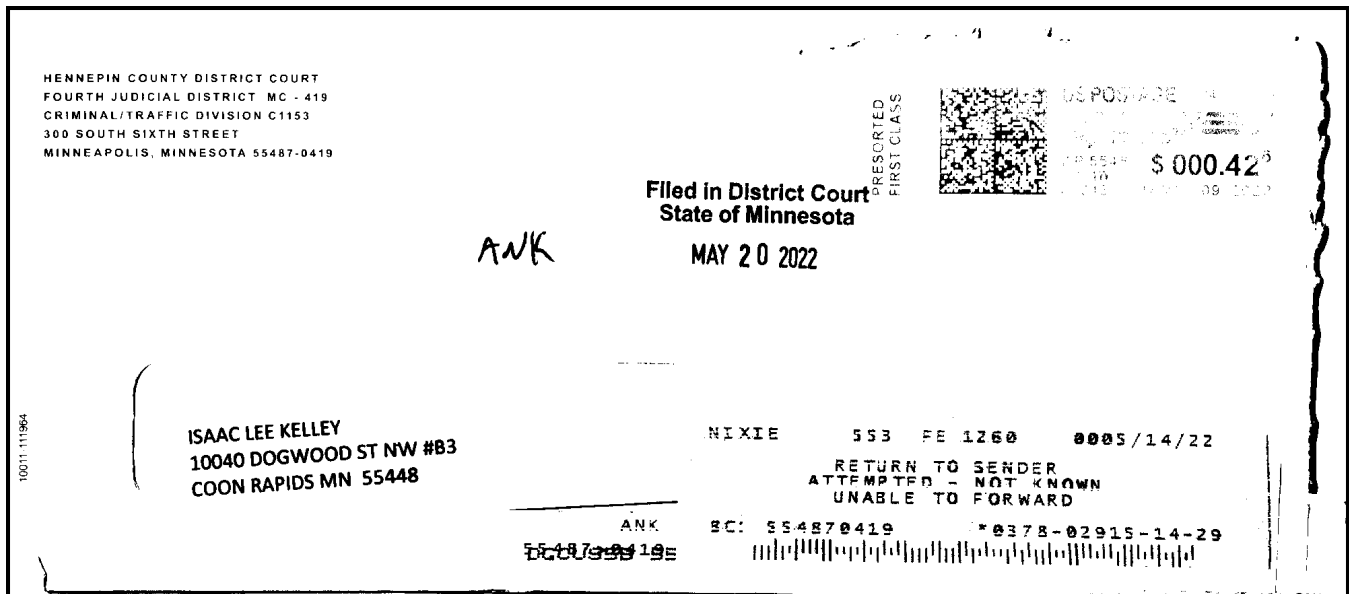 HENNEPIN COUNTY DISTRICT COURT
FOURTH JUDICIAL DISTRICT MC - 419
CRIMINAL/TRAFFIC DIVISION C1153
300 SOUTH SIXTH STREET
MINNEAPOLIS, MINNESOTA 55487-0419
PRESORTED
FIRST CLASS
US POSTAGE
$ 000.42⁶
Filed in District Court
State of Minnesota
MAY 20 2022
ANK
10011-111964
ISAAC LEE KELLEY
10040 DOGWOOD ST NW #B3
COON RAPIDS MN 55448
NIXIE 553 FE 1260 0005/14/22
RETURN TO SENDER
ATTEMPTED - NOT KNOWN
UNABLE TO FORWARD
ANK
BC: 554870419 *0378-02915-14-29